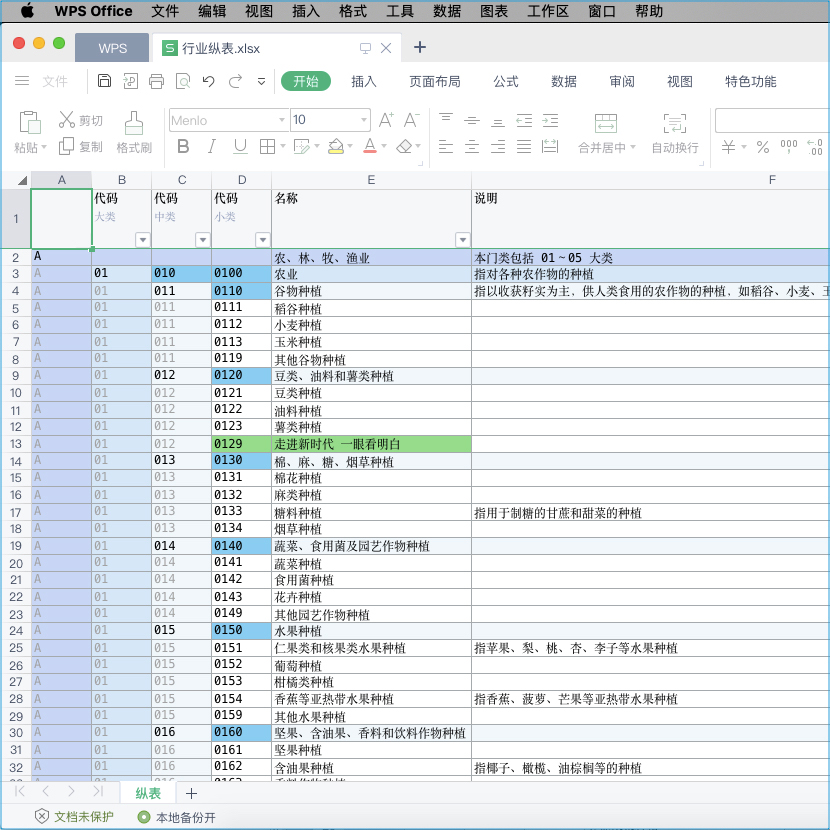 WPS Office 文件 编辑 视图 插入 格式 工具 数据 图表 工作区 窗口 帮助
WPS S 行业纵表.xlsx
文件 开始 插入 页面布局 公式 数据 审阅 视图 特色功能
粘贴 剪切 复制 格式刷 Menlo 10 A+ A- B I U A 合并居中 自动换行 ¥ % 000 .00
A B C D E F
1 代码 大类 代码 中类 代码 小类 名称 说明
2 A 农、林、牧、渔业 本门类包括 01～05 大类
3 A 01 010 0100 农业 指对各种农作物的种植
4 A 01 011 0110 谷物种植 指以收获籽实为主，供人类食用的农作物的种植，如稻谷、小麦、
5 A 01 011 0111 稻谷种植
6 A 01 011 0112 小麦种植
7 A 01 011 0113 玉米种植
8 A 01 011 0119 其他谷物种植
9 A 01 012 0120 豆类、油料和薯类种植
10 A 01 012 0121 豆类种植
11 A 01 012 0122 油料种植
12 A 01 012 0123 薯类种植
13 A 01 012 0129 走进新时代 一眼看明白
14 A 01 013 0130 棉、麻、糖、烟草种植
15 A 01 013 0131 棉花种植
16 A 01 013 0132 麻类种植
17 A 01 013 0133 糖料种植 指用于制糖的甘蔗和甜菜的种植
18 A 01 013 0134 烟草种植
19 A 01 014 0140 蔬菜、食用菌及园艺作物种植
20 A 01 014 0141 蔬菜种植
21 A 01 014 0142 食用菌种植
22 A 01 014 0143 花卉种植
23 A 01 014 0149 其他园艺作物种植
24 A 01 015 0150 水果种植
25 A 01 015 0151 仁果类和核果类水果种植 指苹果、梨、桃、杏、李子等水果种植
26 A 01 015 0152 葡萄种植
27 A 01 015 0153 柑橘类种植
28 A 01 015 0154 香蕉等亚热带水果种植 指香蕉、菠萝、芒果等亚热带水果种植
29 A 01 015 0159 其他水果种植
30 A 01 016 0160 坚果、含油果、香料和饮料作物种植
31 A 01 016 0161 坚果种植
32 A 01 016 0162 含油果种植 指椰子、橄榄、油棕榈等的种植
纵表
文档未保护 本地备份开